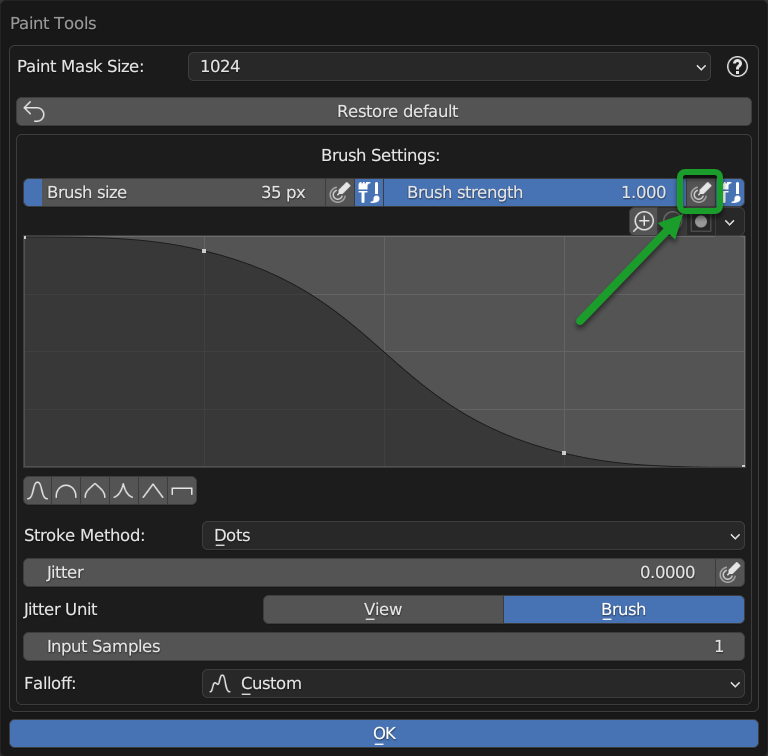 Paint Tools
Paint Mask Size: 1024
Restore default
Brush Settings:
Brush size 35 px Brush strength 1.000
Stroke Method: Dots
Jitter 0.0000
Jitter Unit View Brush
Input Samples 1
Falloff: Custom
OK